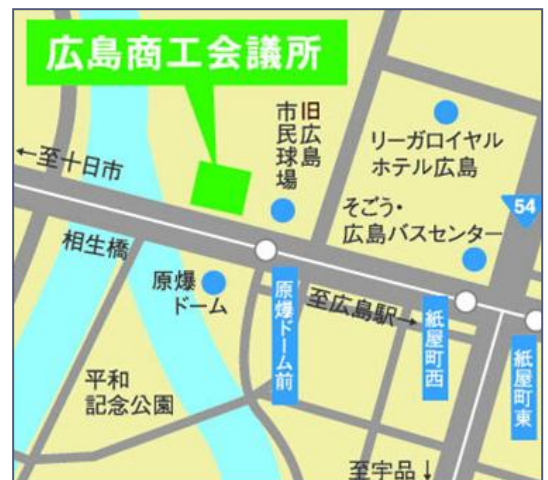 広島商工会議所
旧広島
市民球場
リーガロイヤル
ホテル広島
←至十日市
そごう・
広島バスセンター
54
相生橋
原爆
ドーム
原爆ドーム前
至広島駅→
紙屋町西
紙屋町東
平和
記念公園
至宇品↓